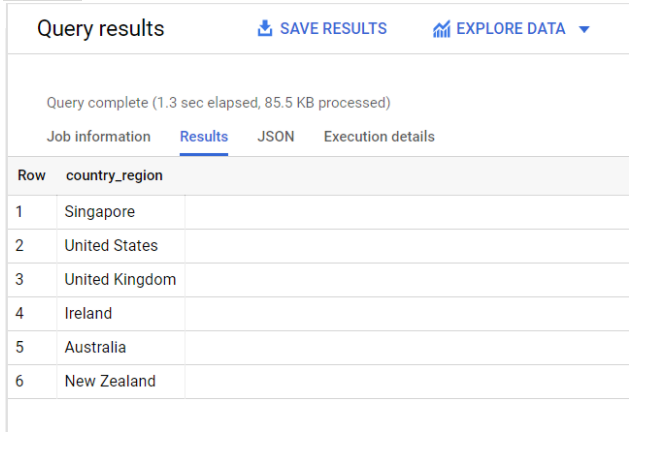 Query results SAVE RESULTS EXPLORE DATA
Query complete (1.3 sec elapsed, 85.5 KB processed)
Job information Results JSON Execution details
Row country_region
1 Singapore
2 United States
3 United Kingdom
4 Ireland
5 Australia
6 New Zealand